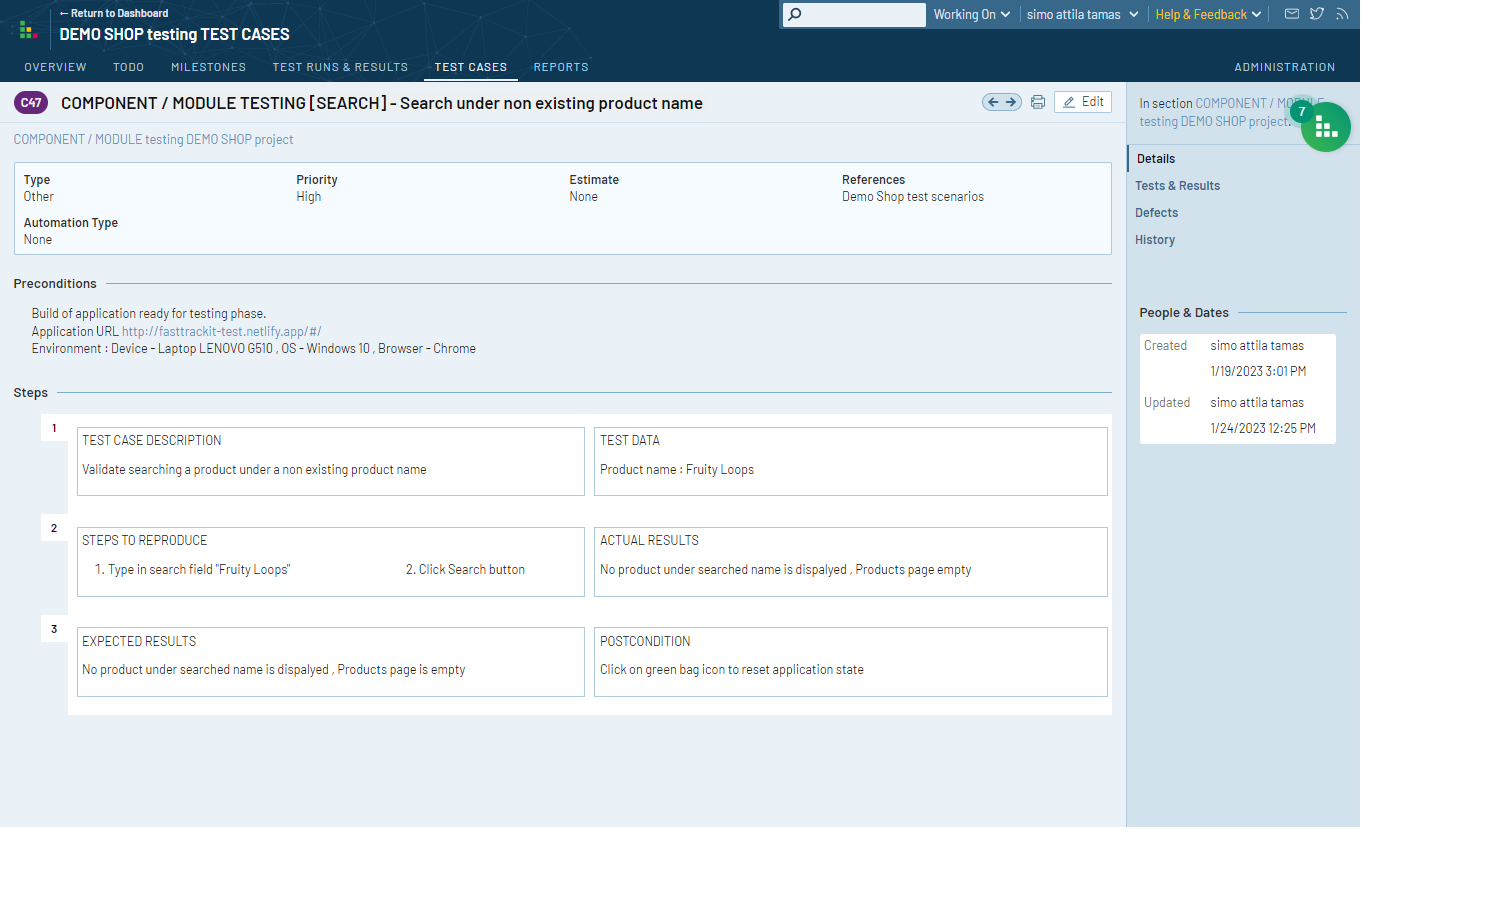 ← Return to Dashboard
DEMO SHOP testing TEST CASES
Working On
simo attila tamas
Help & Feedback
OVERVIEW TODO MILESTONES TEST RUNS & RESULTS TEST CASES REPORTS ADMINISTRATION
C47 COMPONENT / MODULE TESTING [SEARCH] - Search under non existing product name
Edit
COMPONENT / MODULE testing DEMO SHOP project
Type
Other
Priority
High
Estimate
None
References
Demo Shop test scenarios
Automation Type
None
Preconditions
Build of application ready for testing phase.
Application URL http://fasttrackit-test.netlify.app/#/
Environment : Device - Laptop LENOVO G510 , OS - Windows 10 , Browser - Chrome
Steps
1
TEST CASE DESCRIPTION
Validate searching a product under a non existing product name
TEST DATA
Product name : Fruity Loops
2
STEPS TO REPRODUCE
1. Type in search field "Fruity Loops" 2. Click Search button
ACTUAL RESULTS
No product under searched name is dispalyed , Products page empty
3
EXPECTED RESULTS
No product under searched name is dispalyed , Products page is empty
POSTCONDITION
Click on green bag icon to reset application state
In section COMPONENT / MODULE
testing DEMO SHOP project.
7
Details
Tests & Results
Defects
History
People & Dates
Created simo attila tamas
1/19/2023 3:01 PM
Updated simo attila tamas
1/24/2023 12:25 PM